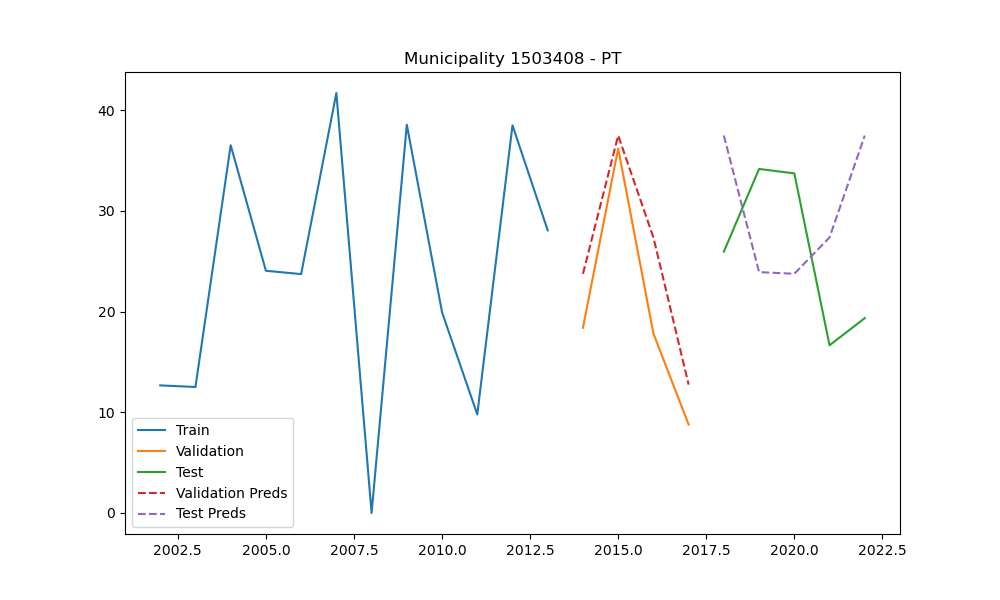 Municipality 1503408 - PT
40
30
20
10
0
Train
Validation
Test
Validation Preds
Test Preds
2002.5 2005.0 2007.5 2010.0 2012.5 2015.0 2017.5 2020.0 2022.5